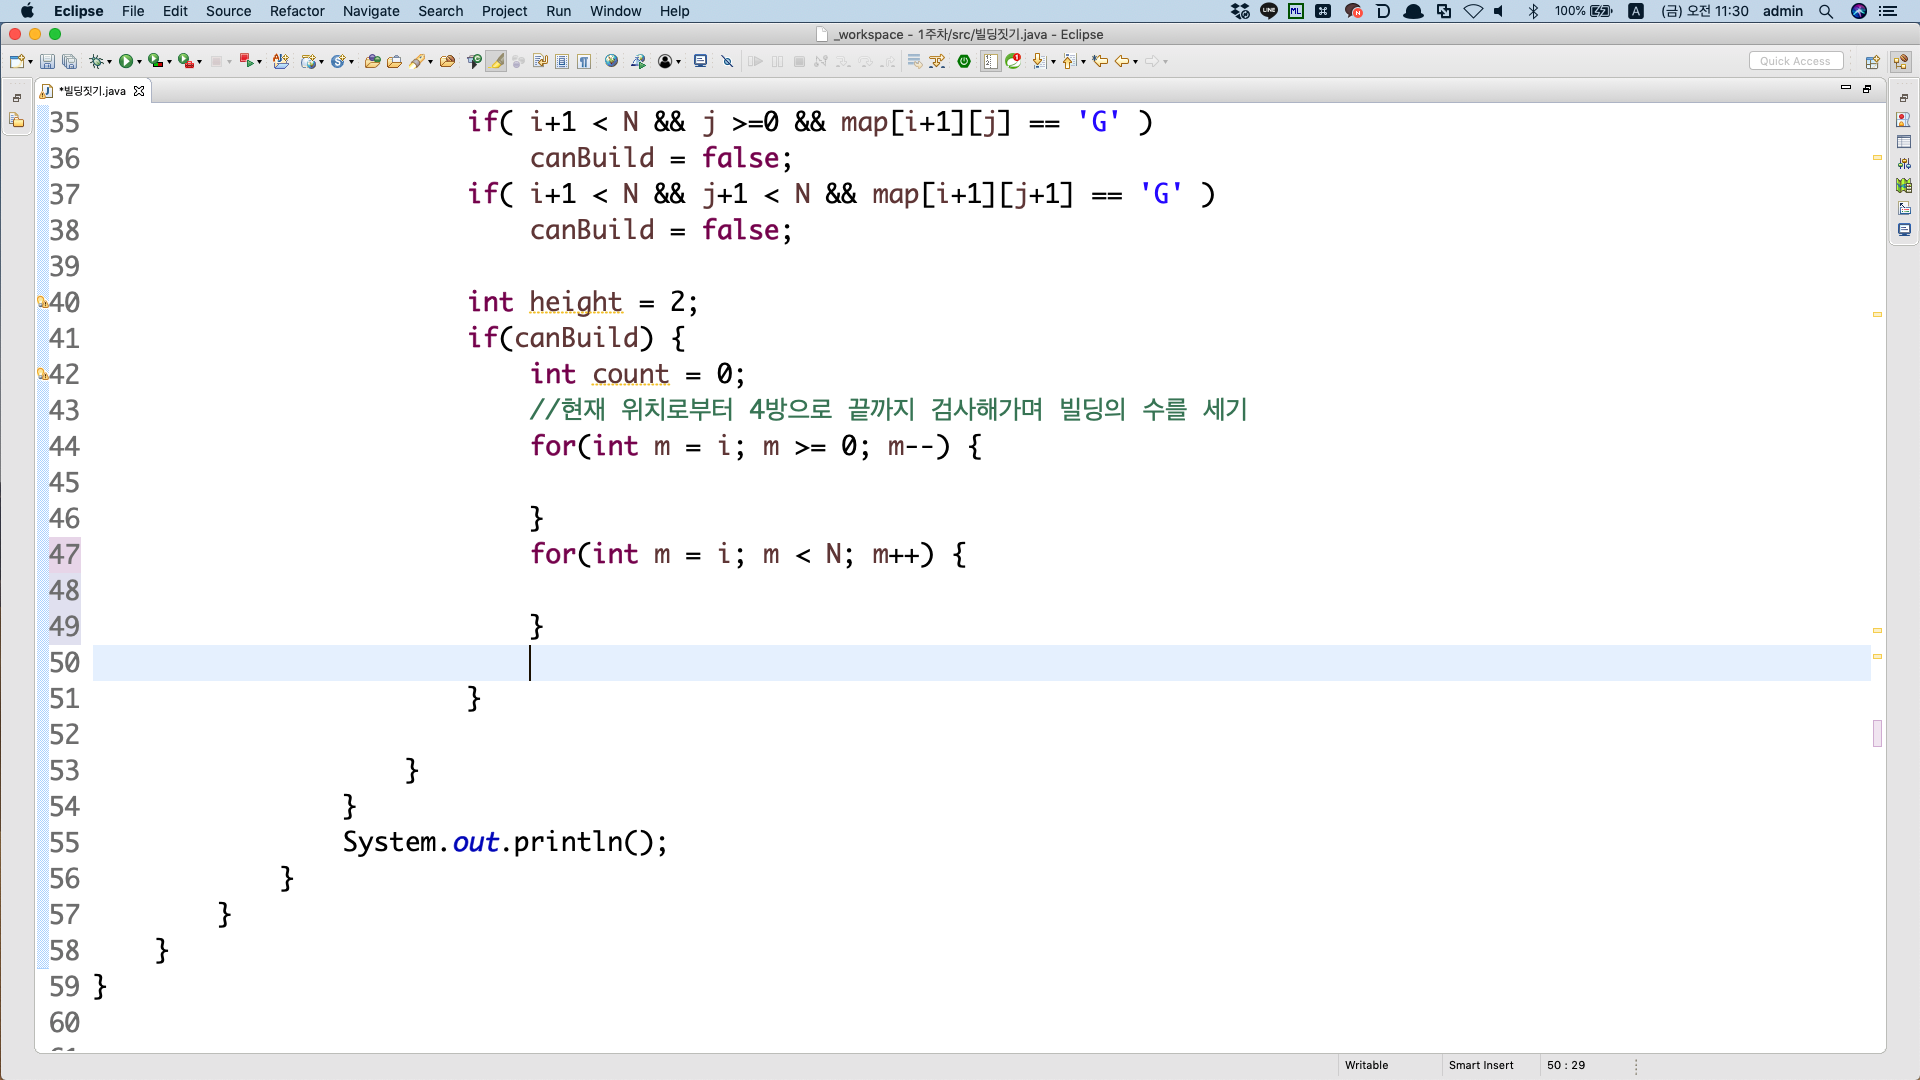 Eclipse File Edit Source Refactor Navigate Search Project Run Window Help 100% A (금) 오전 11:30 admin
_workspace - 1주차/src/빌딩짓기.java - Eclipse
Quick Access
*빌딩짓기.java
35 if( i+1 < N && j >=0 && map[i+1][j] == 'G' )
36 canBuild = false;
37 if( i+1 < N && j+1 < N && map[i+1][j+1] == 'G' )
38 canBuild = false;
39
40 int height = 2;
41 if(canBuild) {
42 int count = 0;
43 //현재 위치로부터 4방으로 끝까지 검사해가며 빌딩의 수를 세기
44 for(int m = i; m >= 0; m--) {
45
46 }
47 for(int m = i; m < N; m++) {
48
49 }
50
51 }
52
53 }
54 }
55 System.out.println();
56 }
57 }
58 }
59 }
60
Writable Smart Insert 50 : 29